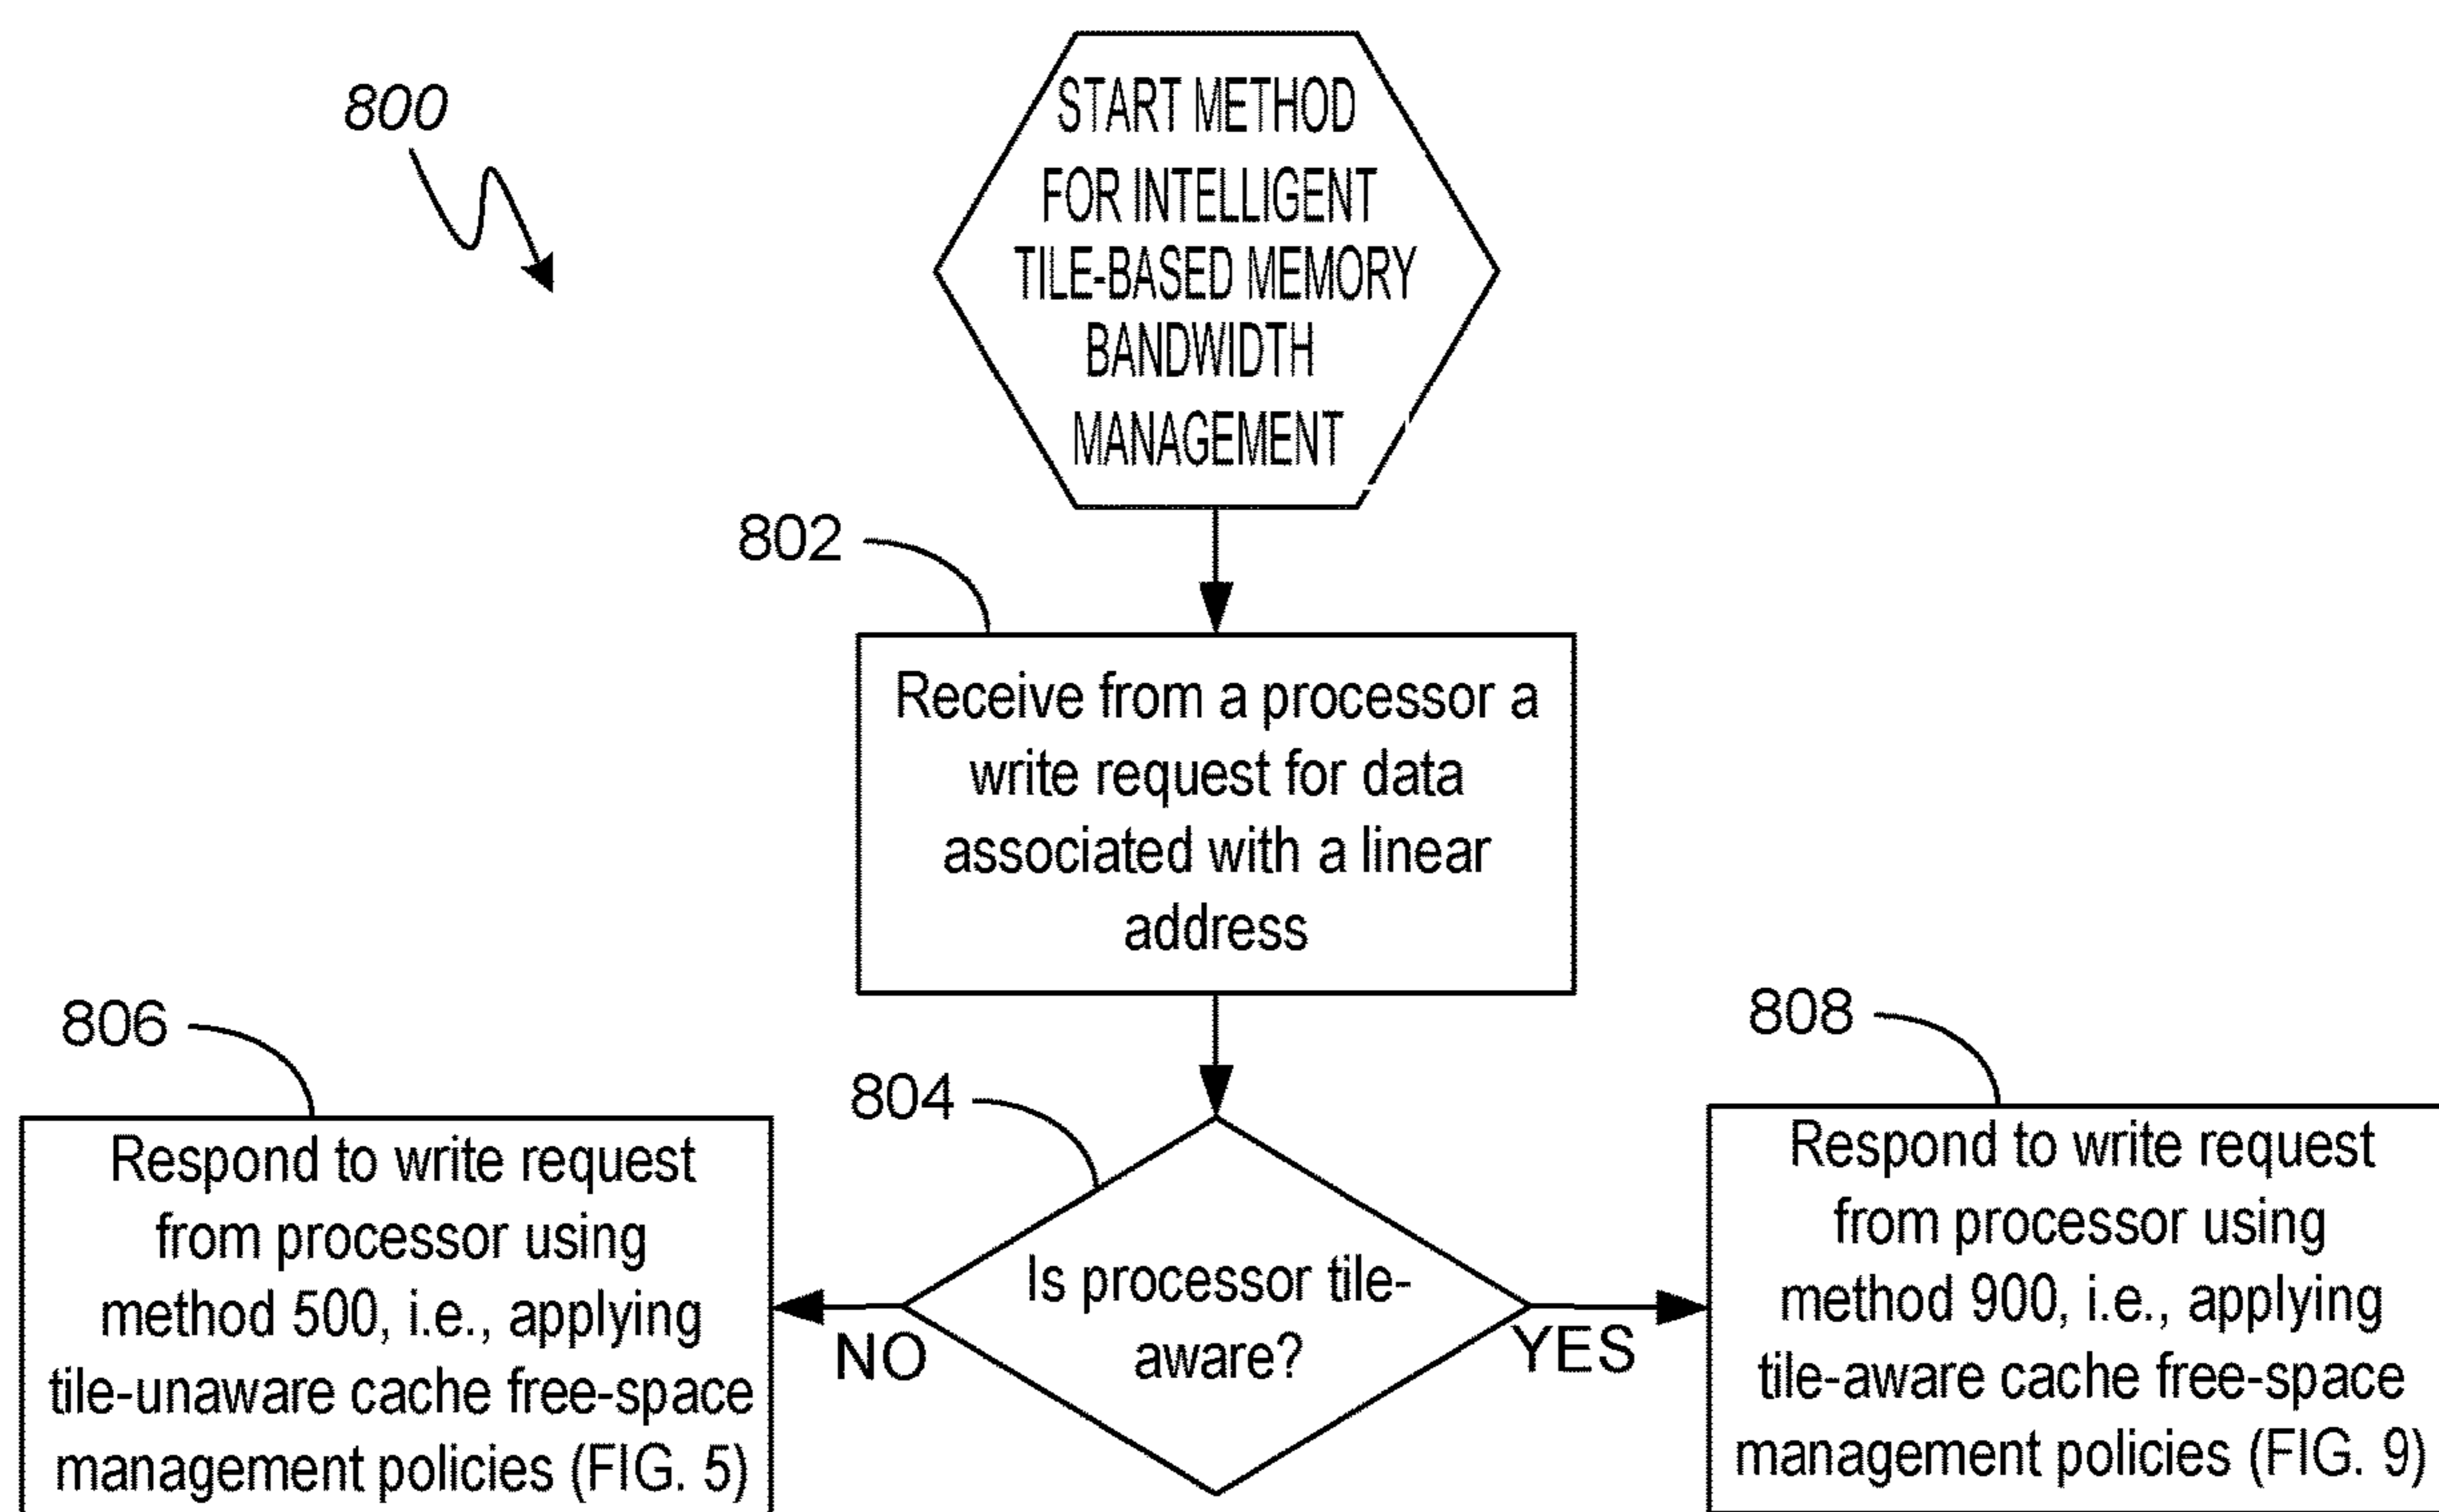 800
START METHOD
FOR INTELLIGENT
TILE-BASED MEMORY
BANDWIDTH
MANAGEMENT
802
Receive from a processor a
write request for data
associated with a linear
address
804
Is processor tile-
aware?
NO
YES
806
Respond to write request
from processor using
method 500, i.e., applying
tile-unaware cache free-space
management policies (FIG. 5)
808
Respond to write request
from processor using
method 900, i.e., applying
tile-aware cache free-space
management policies (FIG. 9)